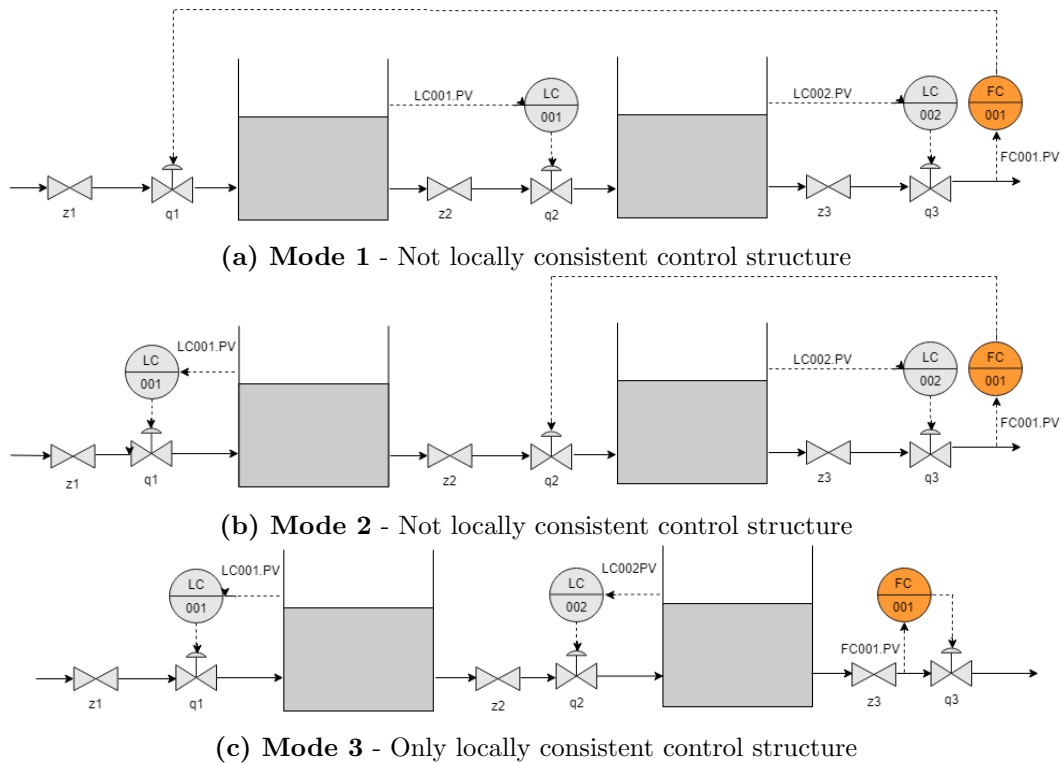 LC001.PV
LC
001
LC002.PV
LC
002
FC
001
FC001.PV
z1
q1
z2
q2
z3
q3
(a) Mode 1 - Not locally consistent control structure
LC
001
LC001.PV
LC002.PV
LC
002
FC
001
FC001.PV
z1
q1
z2
q2
z3
q3
(b) Mode 2 - Not locally consistent control structure
LC
001
LC001.PV
LC
002
LC002PV
FC
001
FC001.PV
z1
q1
z2
q2
z3
q3
(c) Mode 3 - Only locally consistent control structure